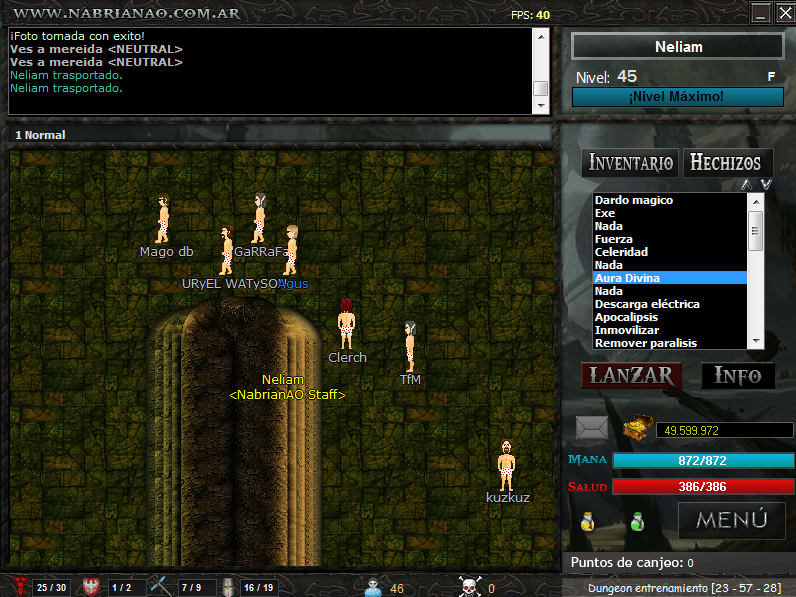 WWW.NABRIANAO.COM.AR
FPS: 40
¡Foto tomada con exito!
Ves a mereida <NEUTRAL>
Ves a mereida <NEUTRAL>
Neliam trasportado.
Neliam trasportado.
1 Normal
Neliam
Nivel: 45
F
¡Nivel Máximo!
INVENTARIO
HECHIZOS
Dardo magico
Exe
Nada
Fuerza
Celeridad
Nada
Aura Divina
Nada
Descarga eléctrica
Apocalipsis
Inmovilizar
Remover paralisis
LANZAR
INFO
49.599.972
MANA
872/872
SALUD
386/386
MENÚ
Puntos de canjeo: 0
Dungeon entrenamiento [23 - 57 - 28]
Mago db
GaRRaFa
URyEL
Agus
Clerch
TfM
Neliam
<NabrianAO Staff>
kuzkuz
25 / 30
1 / 2
7 / 9
16 / 19
46
0